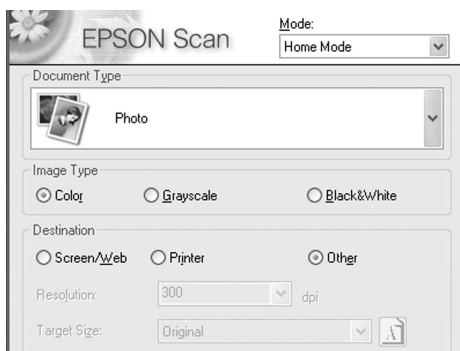 EPSON Scan
Mode:
Home Mode
Document Type
Photo
Image Type
Color Grayscale Black&White
Destination
Screen/Web Printer Other
Resolution: 300 dpi
Target Size: Original
A